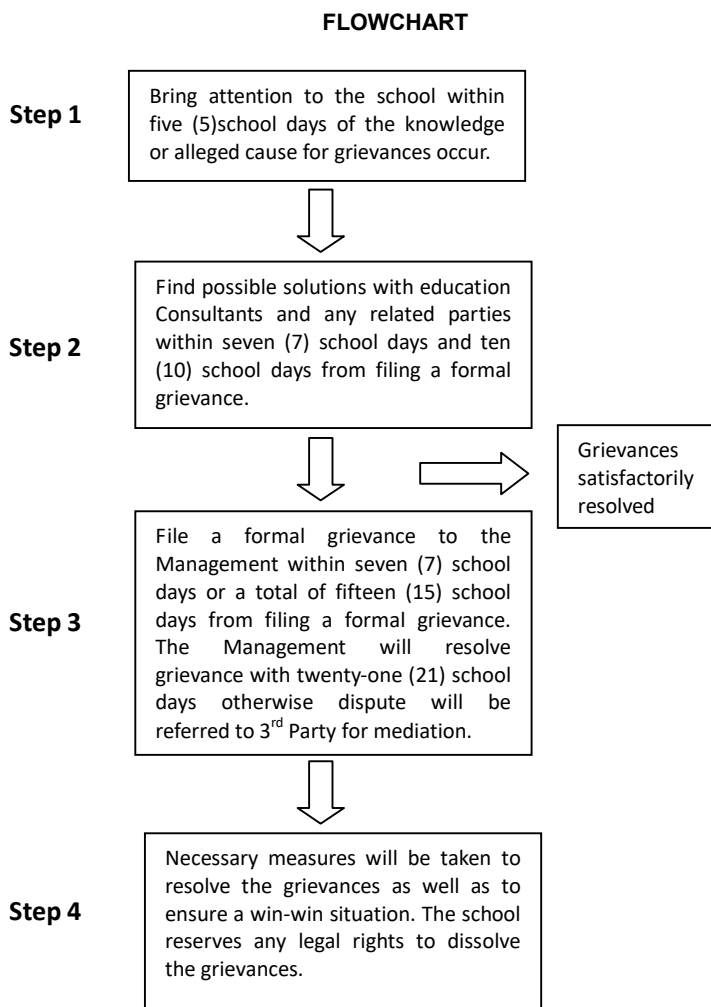 FLOWCHART
Step 1
Bring attention to the school within
five (5)school days of the knowledge
or alleged cause for grievances occur.
Step 2
Find possible solutions with education
Consultants and any related parties
within seven (7) school days and ten
(10) school days from filing a formal
grievance.
Grievances
satisfactorily
resolved
Step 3
File a formal grievance to the
Management within seven (7) school
days or a total of fifteen (15) school
days from filing a formal grievance.
The Management will resolve
grievance with twenty-one (21) school
days otherwise dispute will be
referred to 3rd Party for mediation.
Step 4
Necessary measures will be taken to
resolve the grievances as well as to
ensure a win-win situation. The school
reserves any legal rights to dissolve
the grievances.